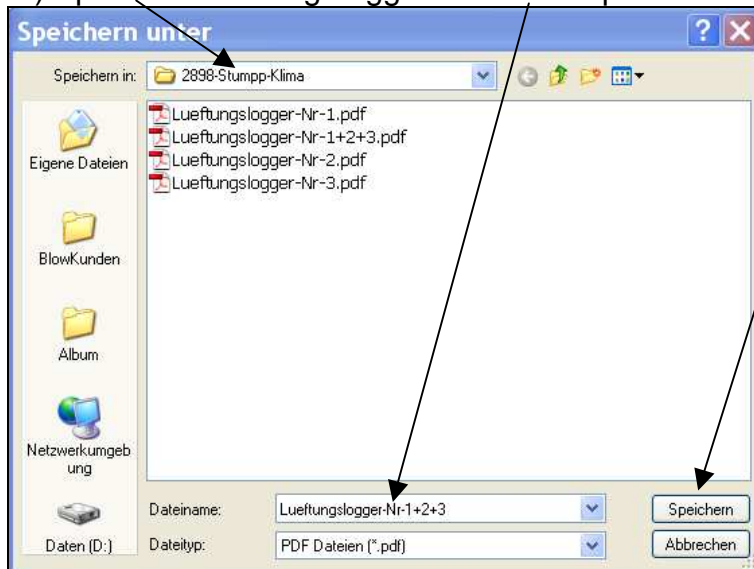 Speichern unter
Speichern in: 2898-Stumpp-Klima
Lueftungslogger-Nr-1.pdf
Lueftungslogger-Nr-1+2+3.pdf
Lueftungslogger-Nr-2.pdf
Lueftungslogger-Nr-3.pdf
Eigene Dateien
BlowKunden
Album
Netzwerkumgeb
ung
Daten (D:)
Dateiname: Lueftungslogger-Nr-1+2+3 Speichern
Dateityp: PDF Dateien (*.pdf) Abbrechen